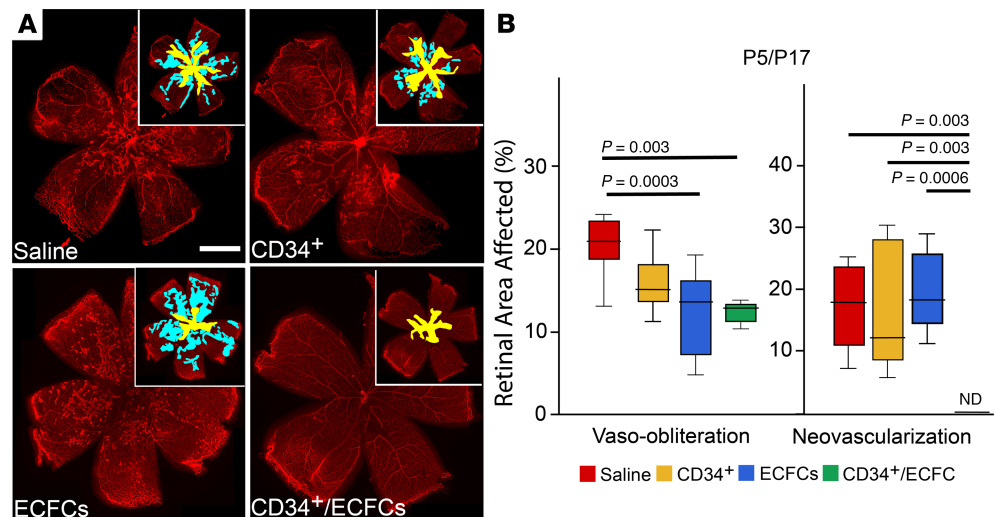 A
Saline
CD34+
ECFCs
CD34+/ECFCs
B
P5/P17
Retinal Area Affected (%)
30
20
10
0
P = 0.003
P = 0.0003
Vaso-obliteration
40
30
20
10
P = 0.003
P = 0.003
P = 0.0006
ND
Neovascularization
Saline CD34+ ECFCs CD34+/ECFC